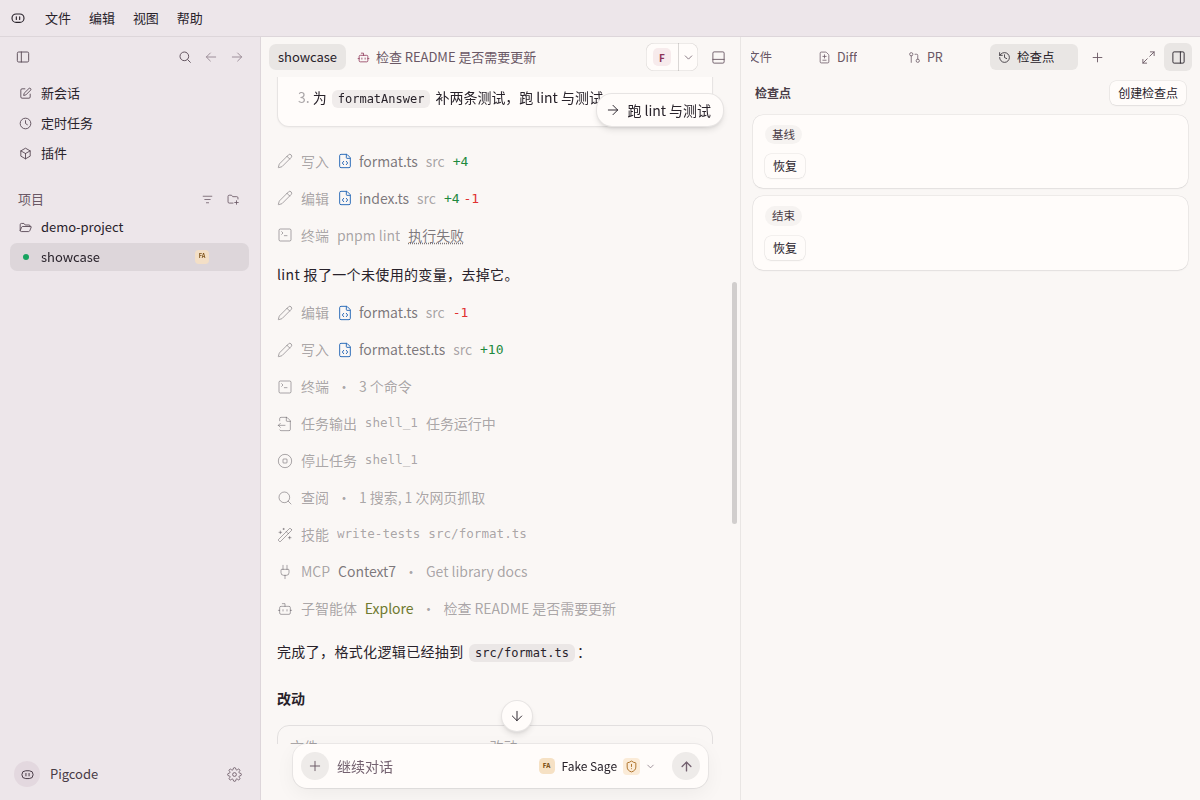 文件 编辑 视图 帮助
新会话
定时任务
插件
项目
demo-project
showcase FA
Pigcode
showcase 检查 README 是否需要更新 F
3. 为 formatAnswer 补两条测试，跑 lint 与测试
跑 lint 与测试
写入 format.ts src +4
编辑 index.ts src +4 -1
终端 pnpm lint 执行失败
lint 报了一个未使用的变量，去掉它。
编辑 format.ts src -1
写入 format.test.ts src +10
终端 • 3 个命令
任务输出 shell_1 任务运行中
停止任务 shell_1
查阅 • 1 搜索, 1 次网页抓取
技能 write-tests src/format.ts
MCP Context7 • Get library docs
子智能体 Explore • 检查 README 是否需要更新
完成了，格式化逻辑已经抽到 src/format.ts：
改动
文件 改动
继续对话 FA Fake Sage
文件 Diff PR 检查点
检查点 创建检查点
基线
恢复
结束
恢复